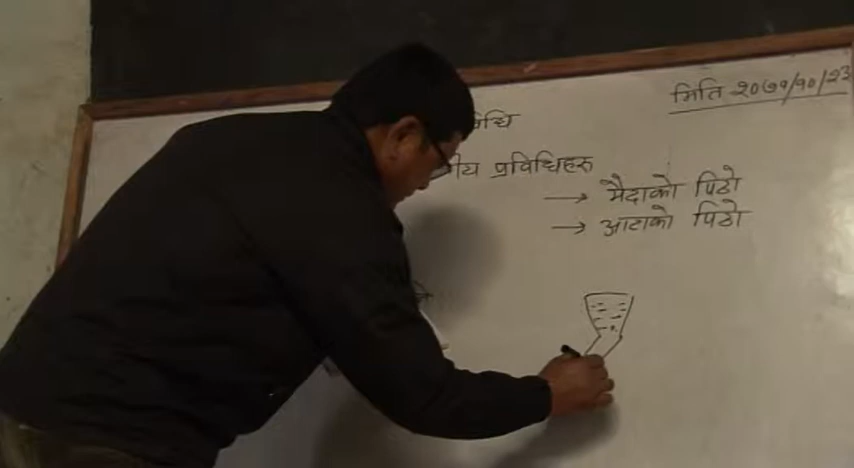 मिति २०७१/१०/२३
प्रविधिहरु
→ मैदाको पिठो
→ आटाको पिठो